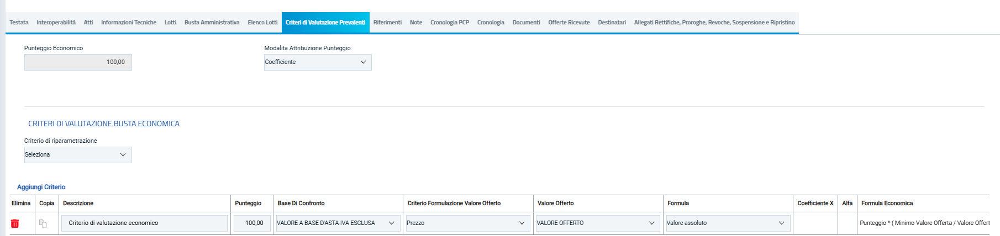 Testata Interoperabilità Atti Informazioni Tecniche Lotti Busta Amministrativa Elenco Lotti Criteri di Valutazione Prevalenti Riferimenti Note Cronologia PCP Cronologia Documenti Offerte Ricevute Destinatari Allegati Rettifiche, Proroghe, Revoche, Sospensione e Ripristino
Punteggio Economico Modalita Attribuzione Punteggio
100,00 Coefficiente
CRITERI DI VALUTAZIONE BUSTA ECONOMICA
Criterio di riparametrazione
Seleziona
Aggiungi Criterio
Elimina Copia Descrizione Punteggio Base Di Confronto Criterio Formulazione Valore Offerto Valore Offerto Formula Coefficiente X Alfa Formula Economica
Criterio di valutazione economico 100,00 VALORE A BASE D'ASTA IVA ESCLUSA Prezzo VALORE OFFERTO Valore assoluto Punteggio * ( Minimo Valore Offerta / Valore Offert